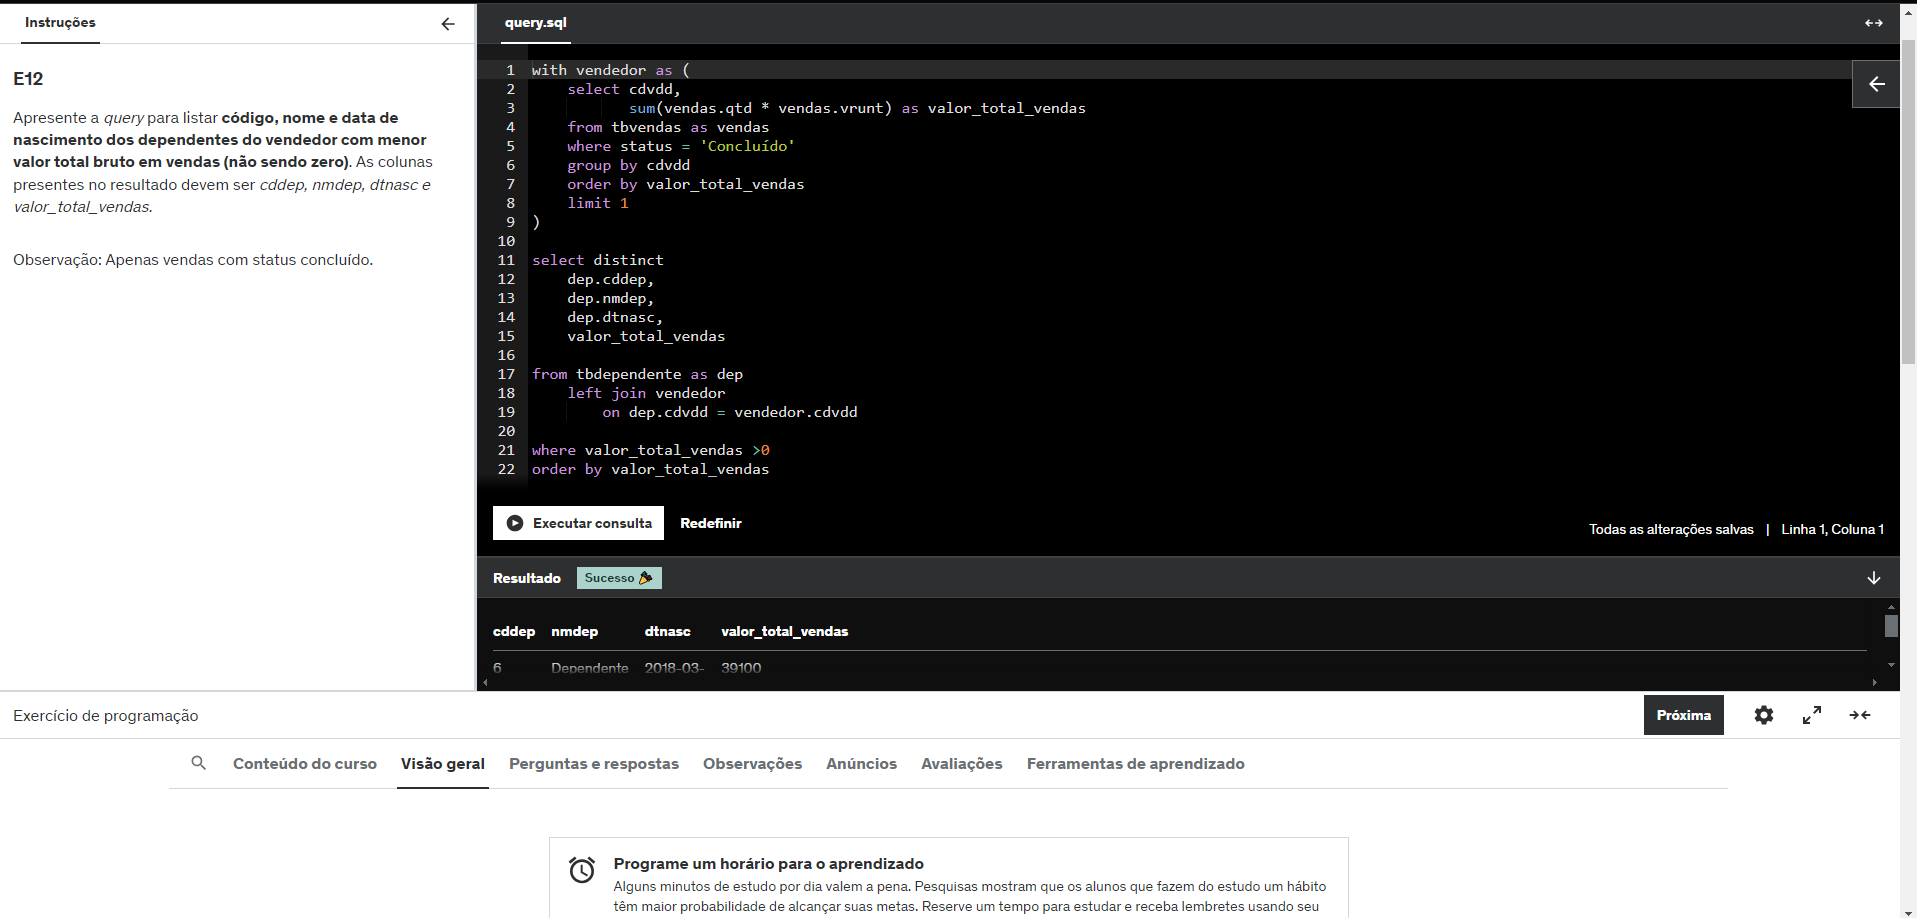 Instruções
E12
Apresente a query para listar código, nome e data de
nascimento dos dependentes do vendedor com menor
valor total bruto em vendas (não sendo zero). As colunas
presentes no resultado devem ser cddep, nmdep, dtnasc e
valor_total_vendas.
Observação: Apenas vendas com status concluído.
query.sql
1 with vendedor as (
2 select cdvdd,
3 sum(vendas.qtd * vendas.vrunt) as valor_total_vendas
4 from tbvendas as vendas
5 where status = 'Concluído'
6 group by cdvdd
7 order by valor_total_vendas
8 limit 1
9 )
10
11 select distinct
12 dep.cddep,
13 dep.nmdep,
14 dep.dtnasc,
15 valor_total_vendas
16
17 from tbdependente as dep
18 left join vendedor
19 on dep.cdvdd = vendedor.cdvdd
20
21 where valor_total_vendas >0
22 order by valor_total_vendas
Executar consulta Redefinir
Todas as alterações salvas | Linha 1, Coluna 1
Resultado Sucesso
cddep nmdep dtnasc valor_total_vendas
6 Dependente 2018-03- 39100
Exercício de programação
Próxima
Conteúdo do curso Visão geral Perguntas e respostas Observações Anúncios Avaliações Ferramentas de aprendizado
Programe um horário para o aprendizado
Alguns minutos de estudo por dia valem a pena. Pesquisas mostram que os alunos que fazem do estudo um hábito
têm maior probabilidade de alcançar suas metas. Reserve um tempo para estudar e receba lembretes usando seu